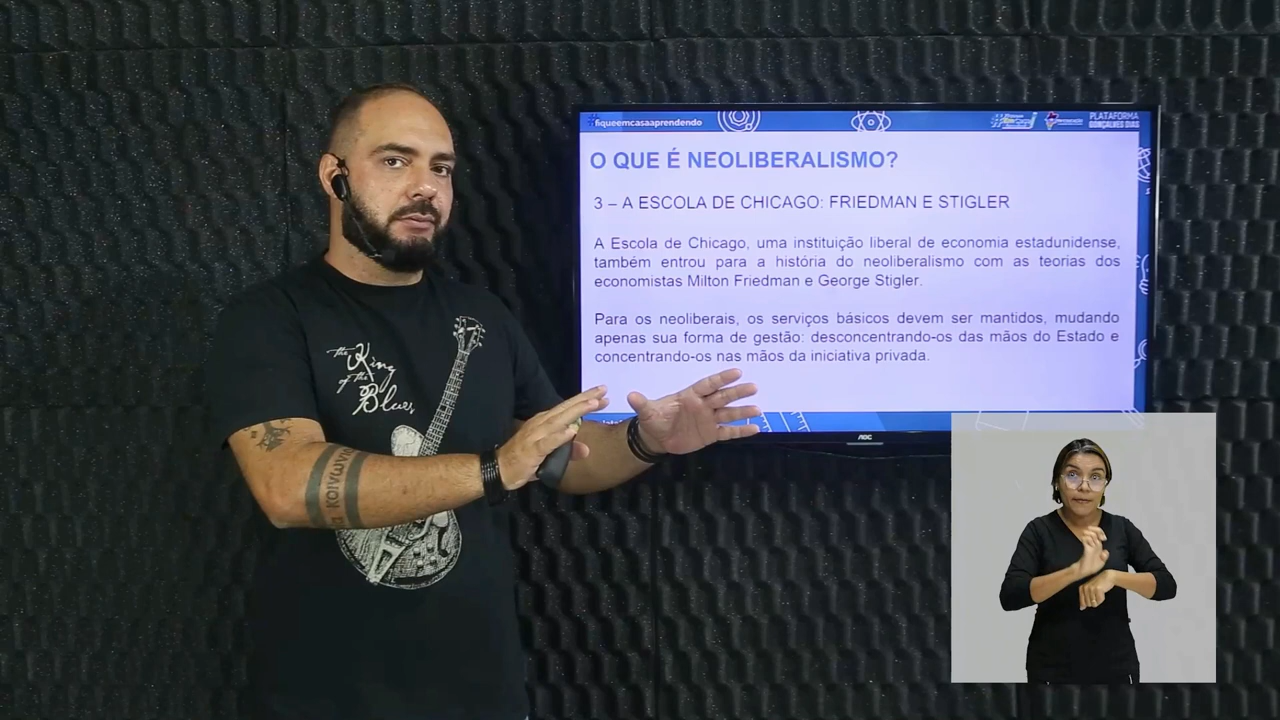 #fiqueemcasaaprendendo
PLATAFORMA
GONÇALVES DIAS
O QUE É NEOLIBERALISMO?
3 – A ESCOLA DE CHICAGO: FRIEDMAN E STIGLER
A Escola de Chicago, uma instituição liberal de economia estadunidense,
também entrou para a história do neoliberalismo com as teorias dos
economistas Milton Friedman e George Stigler.
Para os neoliberais, os serviços básicos devem ser mantidos, mudando
apenas sua forma de gestão: desconcentrando-os das mãos do Estado e
concentrando-os nas mãos da iniciativa privada.
AOC
the King
of the
Blues